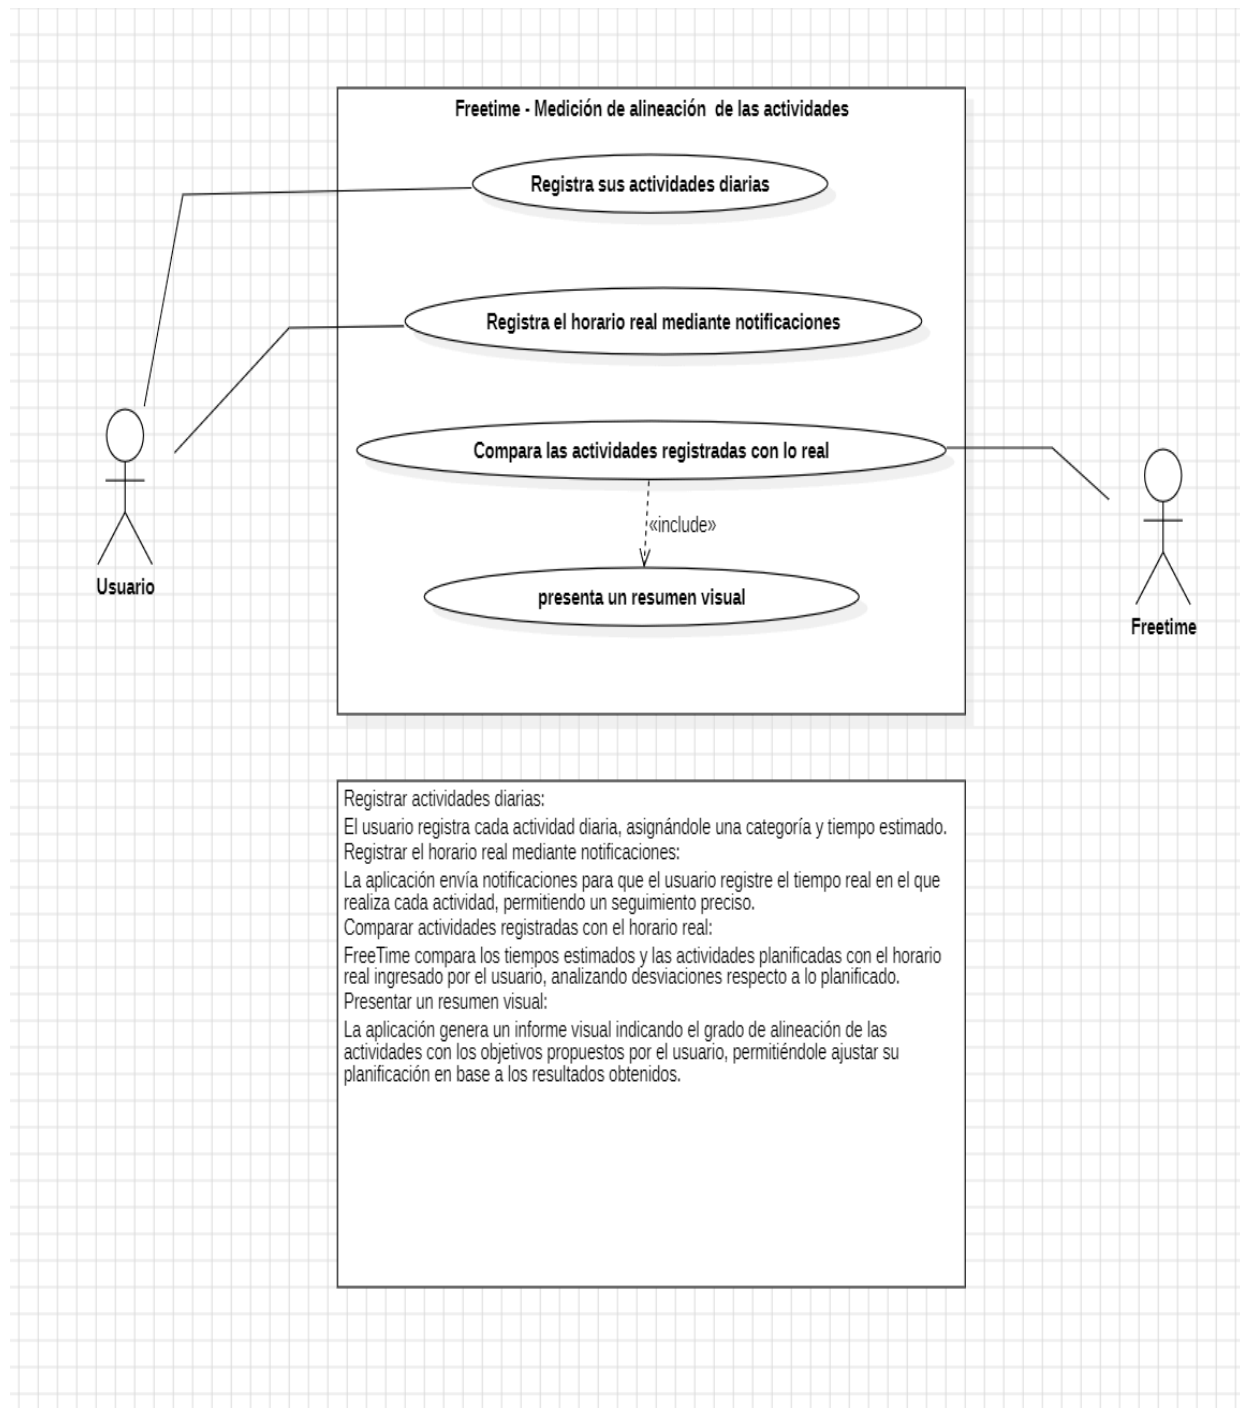 Freetime - Medición de alineación  de las actividades
Registra sus actividades diarias
Registra el horario real mediante notificaciones
Compara las actividades registradas con lo real
«include»
presenta un resumen visual
Usuario
Freetime
Registrar actividades diarias:
El usuario registra cada actividad diaria, asignándole una categoría y tiempo estimado.
Registrar el horario real mediante notificaciones:
La aplicación envía notificaciones para que el usuario registre el tiempo real en el que
realiza cada actividad, permitiendo un seguimiento preciso.
Comparar actividades registradas con el horario real:
FreeTime compara los tiempos estimados y las actividades planificadas con el horario
real ingresado por el usuario, analizando desviaciones respecto a lo planificado.
Presentar un resumen visual:
La aplicación genera un informe visual indicando el grado de alineación de las
actividades con los objetivos propuestos por el usuario, permitiéndole ajustar su
planificación en base a los resultados obtenidos.